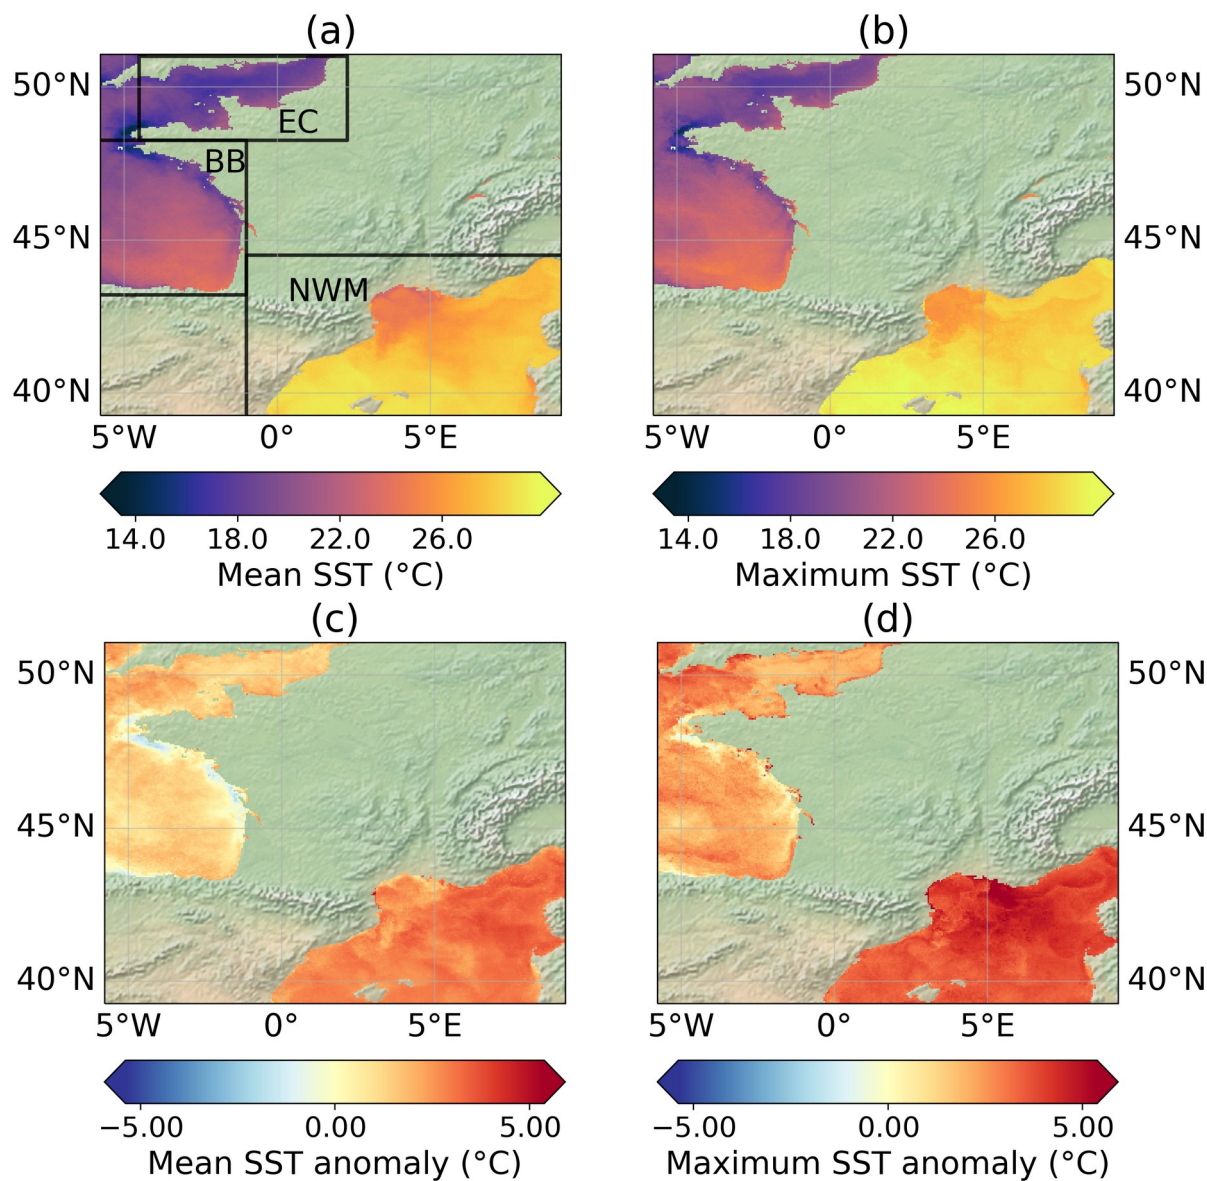 (a) (b)
50°N EC 50°N
BB
45°N 45°N
NWM
40°N 40°N
5°W 0° 5°E 5°W 0° 5°E
14.0 18.0 22.0 26.0 14.0 18.0 22.0 26.0
Mean SST (°C) Maximum SST (°C)
(c) (d)
50°N 50°N
45°N 45°N
40°N 40°N
5°W 0° 5°E 5°W 0° 5°E
−5.00 0.00 5.00 −5.00 0.00 5.00
Mean SST anomaly (°C) Maximum SST anomaly (°C)